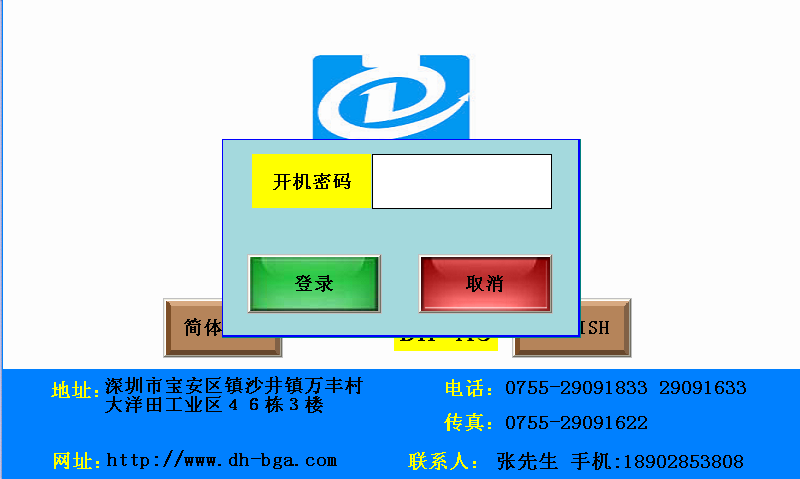 开机密码
登录 取消
简体
ISH
地址: 深圳市宝安区镇沙井镇万丰村
大洋田工业区４６栋３楼
电话: 0755-29091833 29091633
传真: 0755-29091622
网址: http://www.dh-bga.com
联系人: 张先生 手机:18902853808